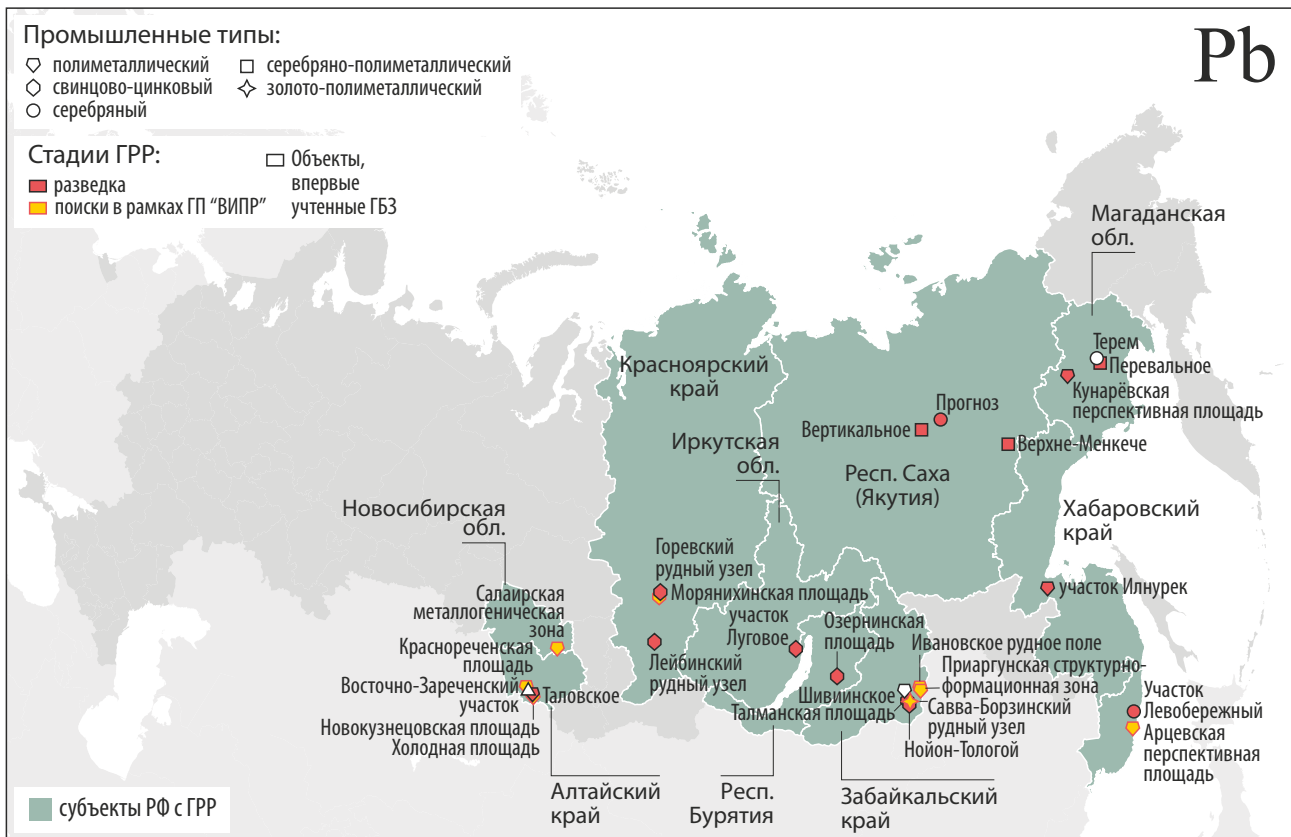 Промышленные типы:
полиметаллический
серебряно-полиметаллический
свинцово-цинковый
золото-полиметаллический
серебряный
Pb
Стадии ГРР:
разведка
поиски в рамках ГП “ВИПР”
Объекты,
впервые
учтенные ГБЗ
Магаданская
обл.
Терем
Перевальное
Кунарёвская
перспективная площадь
Красноярский
край
Прогноз
Вертикальное
Верхне-Менкече
Иркутская
обл.
Респ. Саха
(Якутия)
Хабаровский
край
Новосибирская
обл.
Горевский
рудный узел
Морянихинская площадь
участок Илнурек
Салаирская
металлогеническая
зона
участок
Луговое
Озернинская
площадь
Ивановское рудное поле
Краснореченская
площадь
Лейбинский
рудный узел
Приаргунская структурно-
формационная зона
Восточно-Зареченский
участок
Таловское
Шивиинское
Талманская площадь
Савва-Борзинский
рудный узел
Участок
Левобережный
Новокузнецовская площадь
Холодная площадь
Нойон-Тологой
Арцевская
перспективная
площадь
Алтайский
край
Респ.
Бурятия
Забайкальский
край
субъекты РФ с ГРР